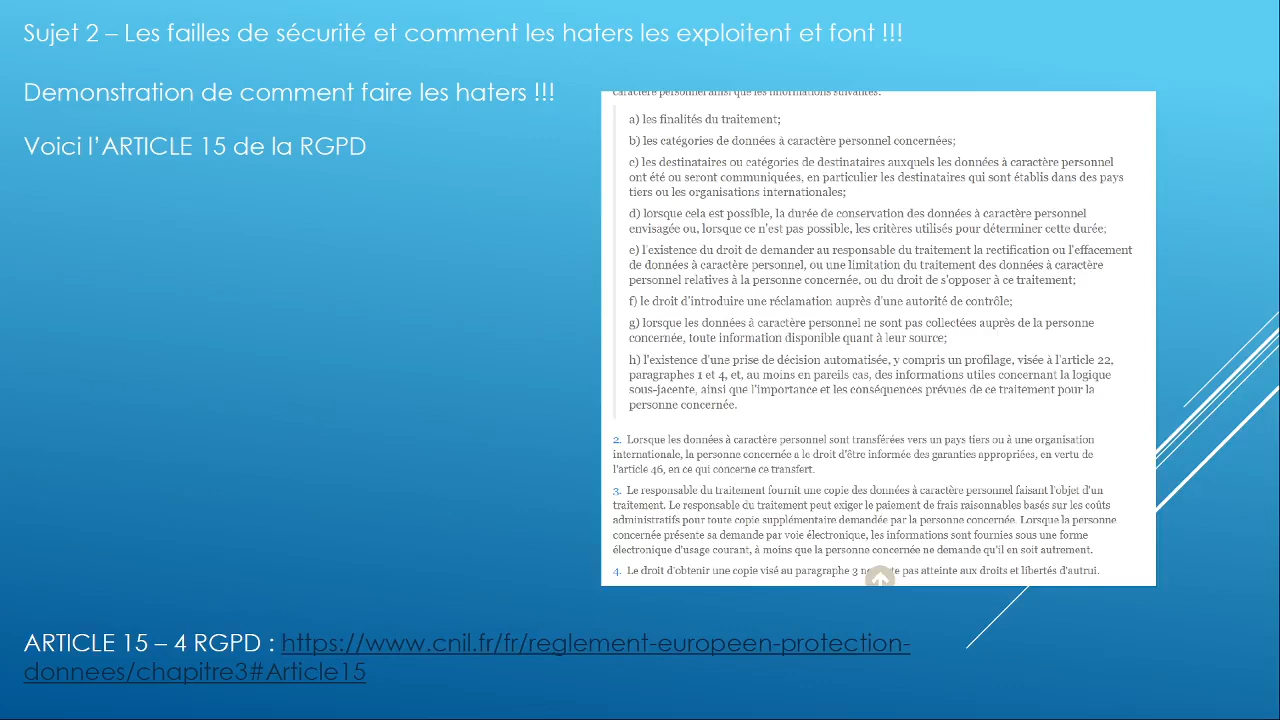 Sujet 2 – Les failles de sécurité et comment les haters les exploitent et font !!!
Demonstration de comment faire les haters !!!
Voici l’ARTICLE 15 de la RGPD
caractère personnel ainsi que les informations suivantes:
a) les finalités du traitement;
b) les catégories de données à caractère personnel concernées;
c) les destinataires ou catégories de destinataires auxquels les données à caractère personnel
ont été ou seront communiquées, en particulier les destinataires qui sont établis dans des pays
tiers ou les organisations internationales;
d) lorsque cela est possible, la durée de conservation des données à caractère personnel
envisagée ou, lorsque ce n'est pas possible, les critères utilisés pour déterminer cette durée;
e) l'existence du droit de demander au responsable du traitement la rectification ou l'effacement
de données à caractère personnel, ou une limitation du traitement des données à caractère
personnel relatives à la personne concernée, ou du droit de s'opposer à ce traitement;
f) le droit d'introduire une réclamation auprès d'une autorité de contrôle;
g) lorsque les données à caractère personnel ne sont pas collectées auprès de la personne
concernée, toute information disponible quant à leur source;
h) l'existence d'une prise de décision automatisée, y compris un profilage, visée à l'article 22,
paragraphes 1 et 4, et, au moins en pareils cas, des informations utiles concernant la logique
sous-jacente, ainsi que l'importance et les conséquences prévues de ce traitement pour la
personne concernée.
2. Lorsque les données à caractère personnel sont transférées vers un pays tiers ou à une organisation
internationale, la personne concernée a le droit d'être informée des garanties appropriées, en vertu de
l'article 46, en ce qui concerne ce transfert.
3. Le responsable du traitement fournit une copie des données à caractère personnel faisant l'objet d'un
traitement. Le responsable du traitement peut exiger le paiement de frais raisonnables basés sur les coûts
administratifs pour toute copie supplémentaire demandée par la personne concernée. Lorsque la personne
concernée présente sa demande par voie électronique, les informations sont fournies sous une forme
électronique d'usage courant, à moins que la personne concernée ne demande qu'il en soit autrement.
4. Le droit d'obtenir une copie visé au paragraphe 3 pas atteinte aux droits et libertés d'autrui.
ARTICLE 15 – 4 RGPD : https://www.cnil.fr/fr/reglement-europeen-protection-
donnees/chapitre3#Article15